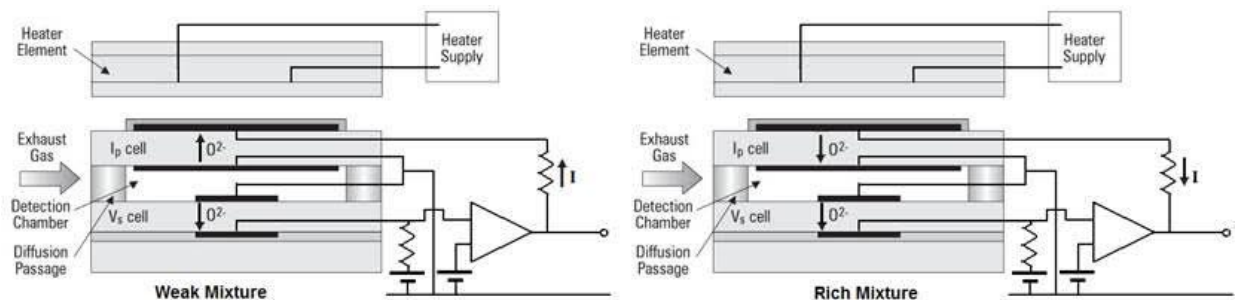 Heater
Element
Heater
Supply
Exhaust
Gas
Iₚ cell
O²⁻
I
Detection
Chamber
Vₛ cell
O²⁻
Diffusion
Passage
Weak Mixture
Heater
Element
Heater
Supply
Exhaust
Gas
Iₚ cell
O²⁻
I
Detection
Chamber
Vₛ cell
O²⁻
Diffusion
Passage
Rich Mixture